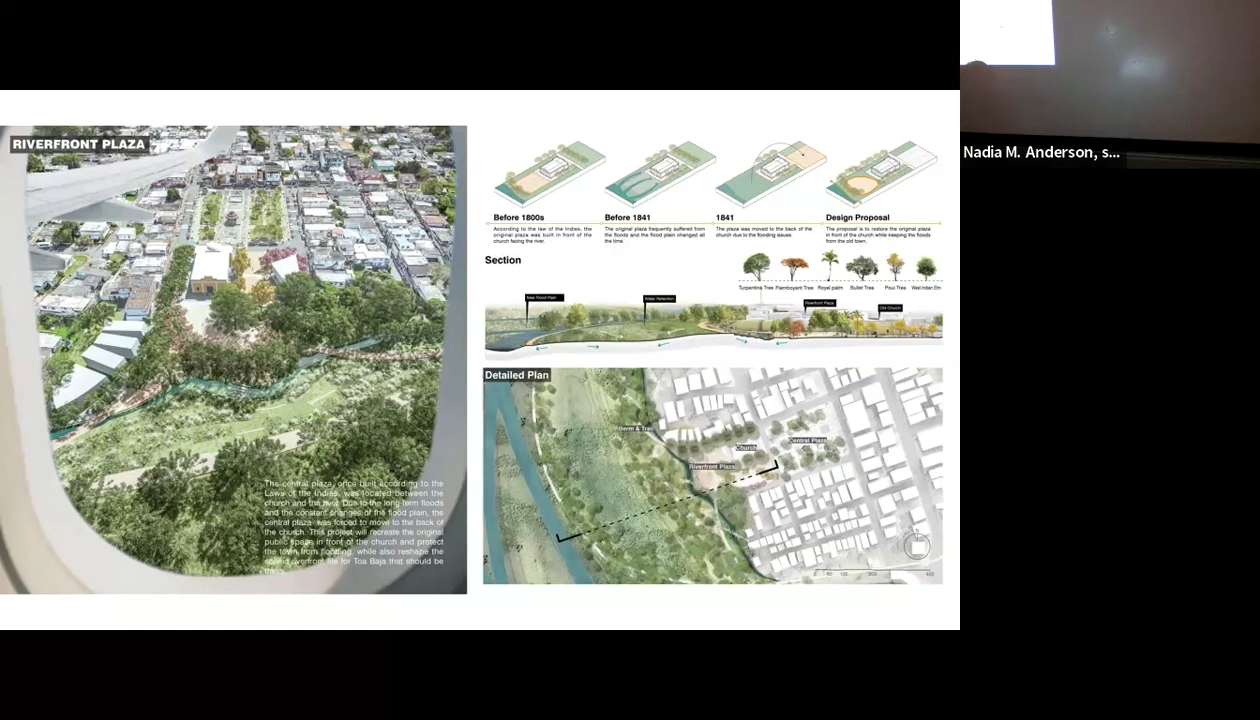 RIVERFRONT PLAZA
The central plaza, once built according to the
Laws of the Indies, was located between the
church and the river. Due to the long term floods
and the constant changes of the flood plain, the
central plaza was forced to move to the back of
the church. This project will recreate the original
public space in front of the church and protect
the town from flooding, while also reshape the
riverfront life for Toa Baja that should be
Before 1800s
According to the law of the Indies, the
original plaza was built in front of the
church facing the river.
Before 1841
The original plaza frequently suffered from
the floods and the flood plain changed all
the time.
1841
The plaza was moved to the back of the
church due to the flooding issues.
Design Proposal
The proposal is to restore the original plaza
in front of the church while keeping the floods
from the old town.
Section
Turpentine Tree Flamboyant Tree Royal palm Bullet Tree Poui Tree West Indian Elm
New Flood Plain
Water Retention
Riverfront Plaza
Old Church
Detailed Plan
Berm & Trail
Church
Central Plaza
Riverfront Plaza
400
Nadia M. Anderson, s...